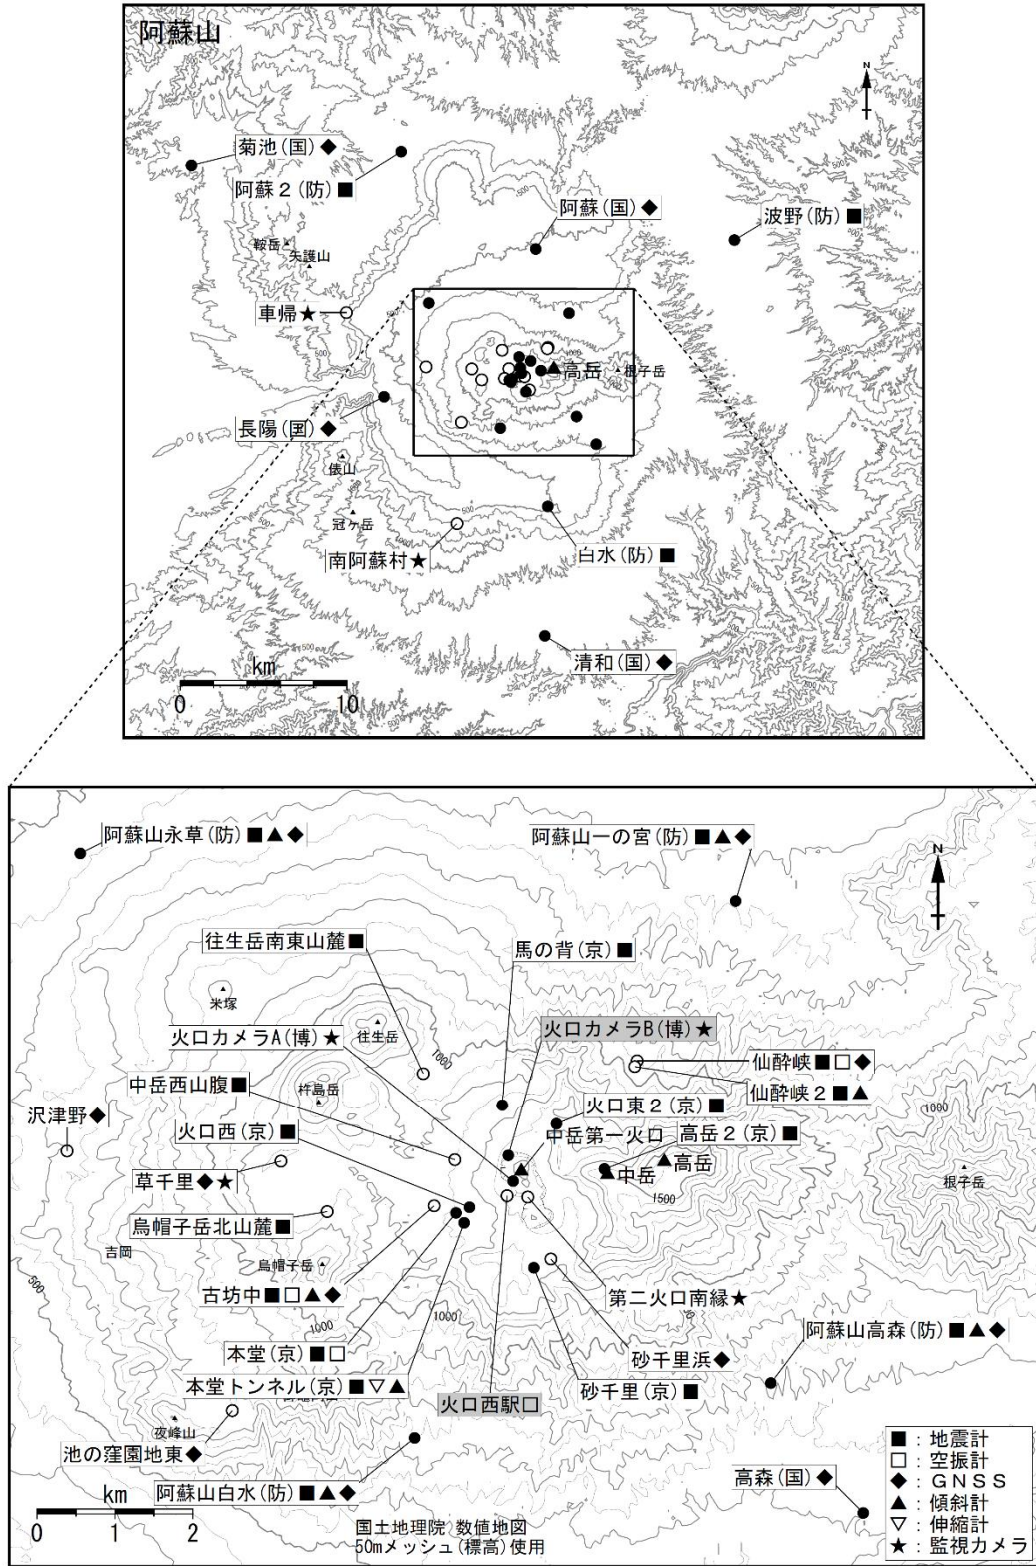 阿蘇山
N
菊池(国)◆
阿蘇2(防)■
阿蘇(国)◆
波野(防)■
鞍岳
矢護山
車帰★
500
500
500
500
1000
高岳
根子岳
長陽(国)◆
俵山
冠ヶ岳
500
1000
南阿蘇村★
白水(防)■
清和(国)◆
km
0 10
阿蘇山永草(防)■▲◆
阿蘇山一の宮(防)■▲◆
N
往生岳南東山麓■
馬の背(京)■
米塚
火口カメラA(博)★
往生岳
火口カメラB(博)★
1000
仙酔峡■□◆
中岳西山腹■
杵島岳
仙酔峡2■▲
沢津野◆
火口東2(京)■
1000
火口西(京)■
中岳第一火口
高岳2(京)■
高岳
草千里◆★
中岳
根子岳
1500
烏帽子岳北山麓■
吉岡
烏帽子岳
500
古坊中■□▲◆
第二火口南縁★
1000
1000
阿蘇山高森(防)■▲◆
本堂(京)■□
砂千里浜◆
本堂トンネル(京)■▽▲
火口西駅□
砂千里(京)■
夜峰山
池の窪園地東◆
阿蘇山白水(防)■▲◆
高森(国)◆
km
0 1 2
国土地理院 数値地図
50mメッシュ(標高)使用
■:地震計
□:空振計
◆:GNSS
▲:傾斜計
▽:伸縮計
★:監視カメラ